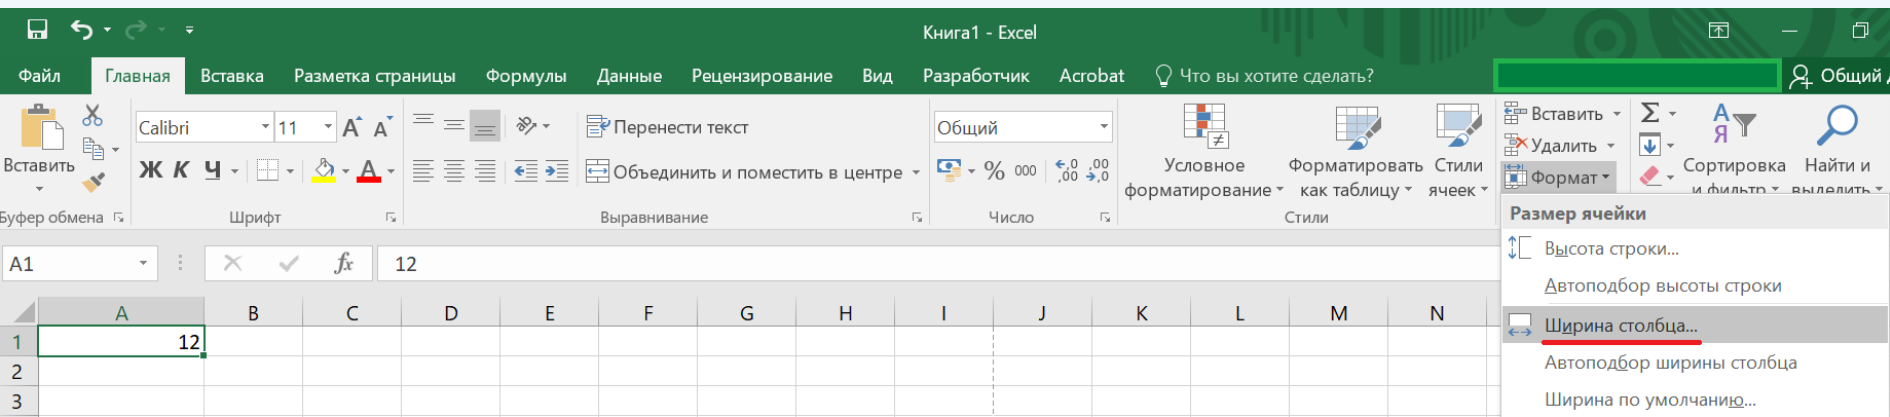 Книга1 - Excel
Файл Главная Вставка Разметка страницы Формулы Данные Рецензирование Вид Разработчик Acrobat Что вы хотите сделать? Общий
Calibri 11 Перенести текст Общий Вставить
Удалить
Вставить Ж К Ч Объединить и поместить в центре % 000 Условное форматирование Форматировать как таблицу Стили ячеек Формат Сортировка и фильтр Найти и выделить
Буфер обмена Шрифт Выравнивание Число Стили
Размер ячейки
Высота строки...
Автоподбор высоты строки
Ширина столбца...
Автоподбор ширины столбца
Ширина по умолчанию...
A1 fx 12
A B C D E F G H I J K L M N
1 12
2
3